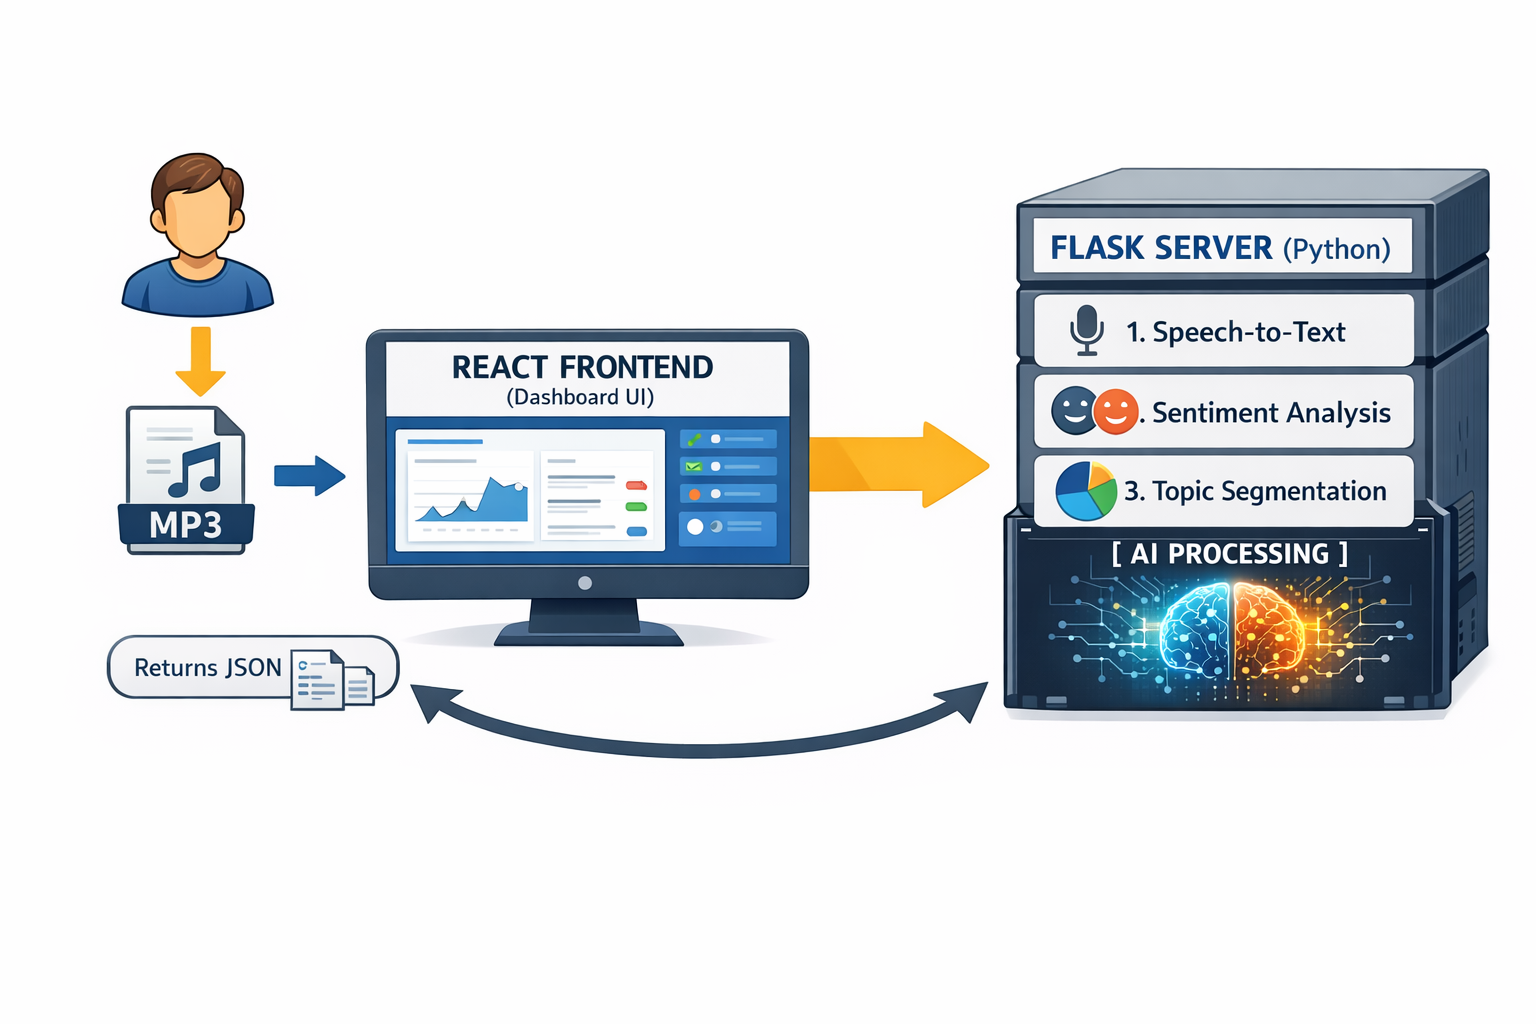 REACT FRONTEND
(Dashboard UI)
MP3
Returns JSON
FLASK SERVER (Python)
1. Speech-to-Text
. Sentiment Analysis
3. Topic Segmentation
[ AI PROCESSING ]